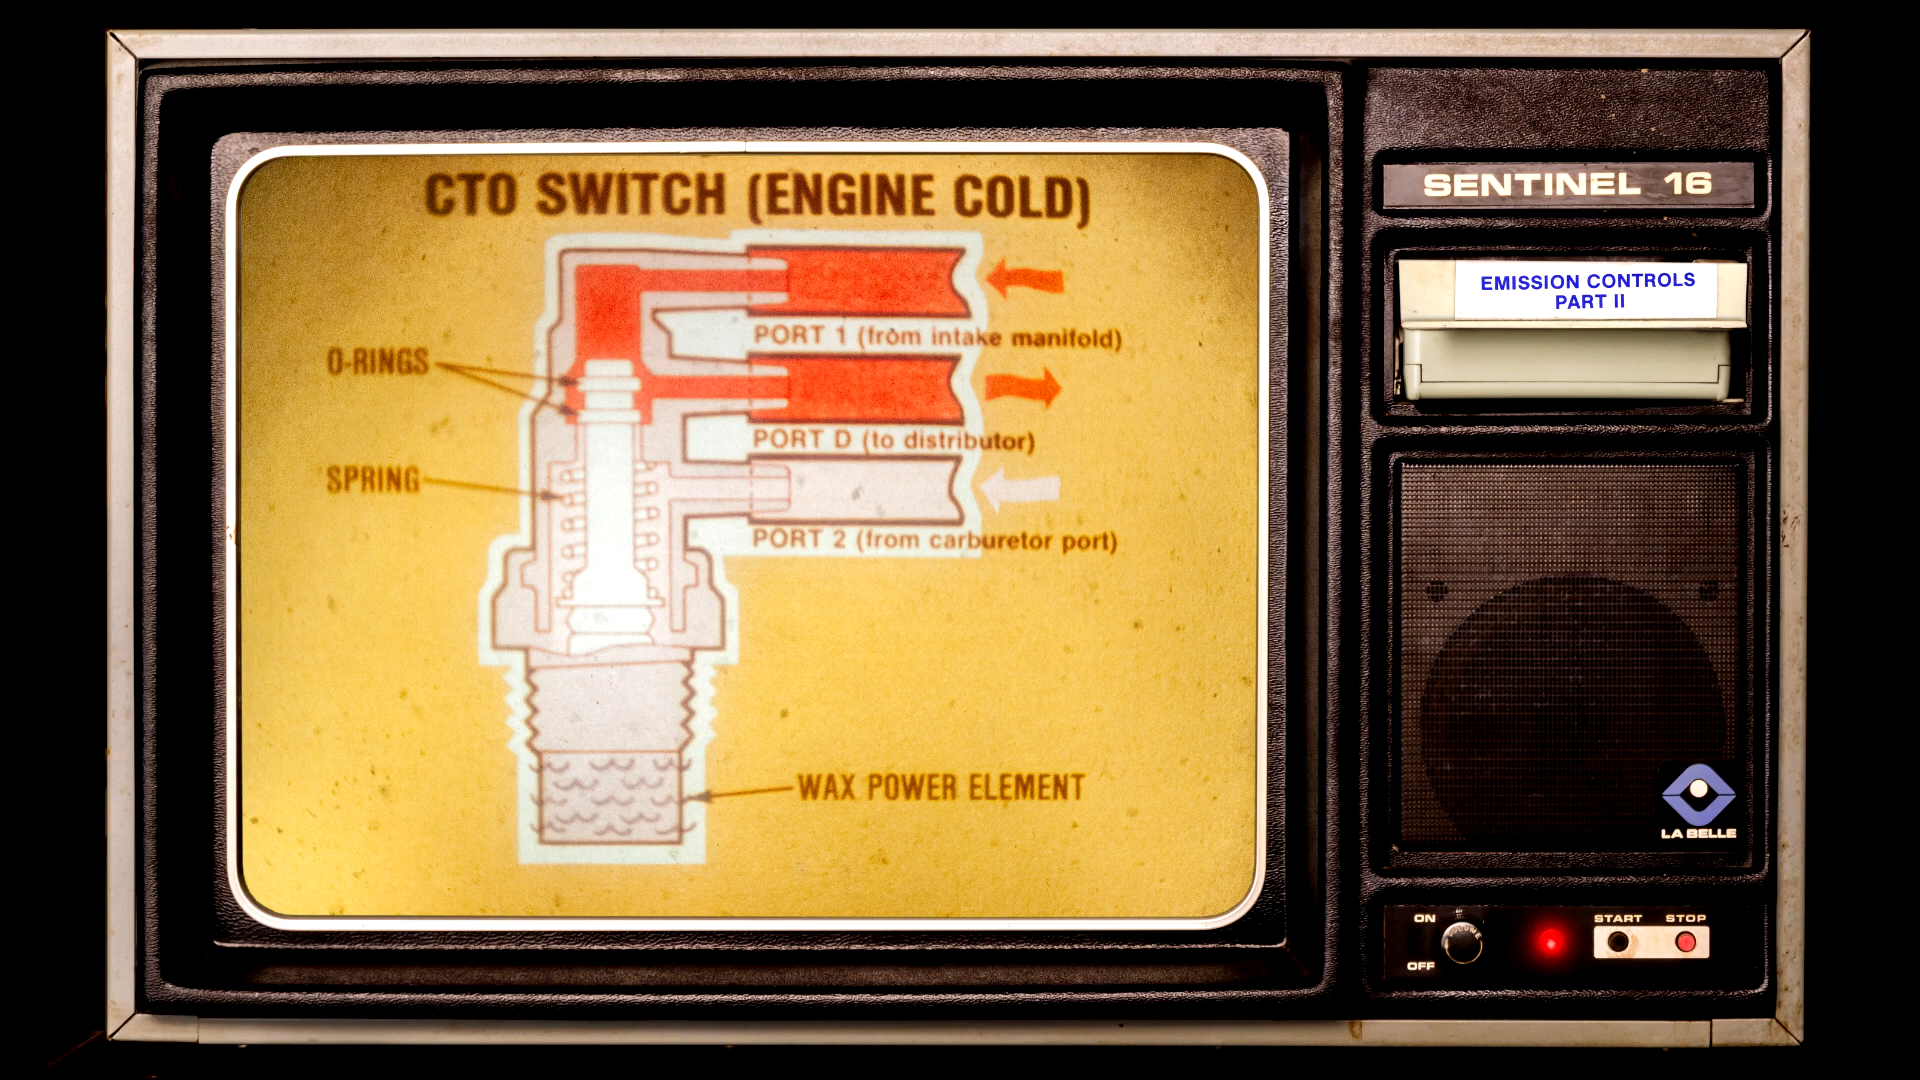 CTO SWITCH (ENGINE COLD)
PORT 1 (from intake manifold)
O-RINGS
PORT D (to distributor)
SPRING
PORT 2 (from carburetor port)
WAX POWER ELEMENT
SENTINEL 16
EMISSION CONTROLS
PART II
LA BELLE
ON
OFF
VOLUME
START
STOP